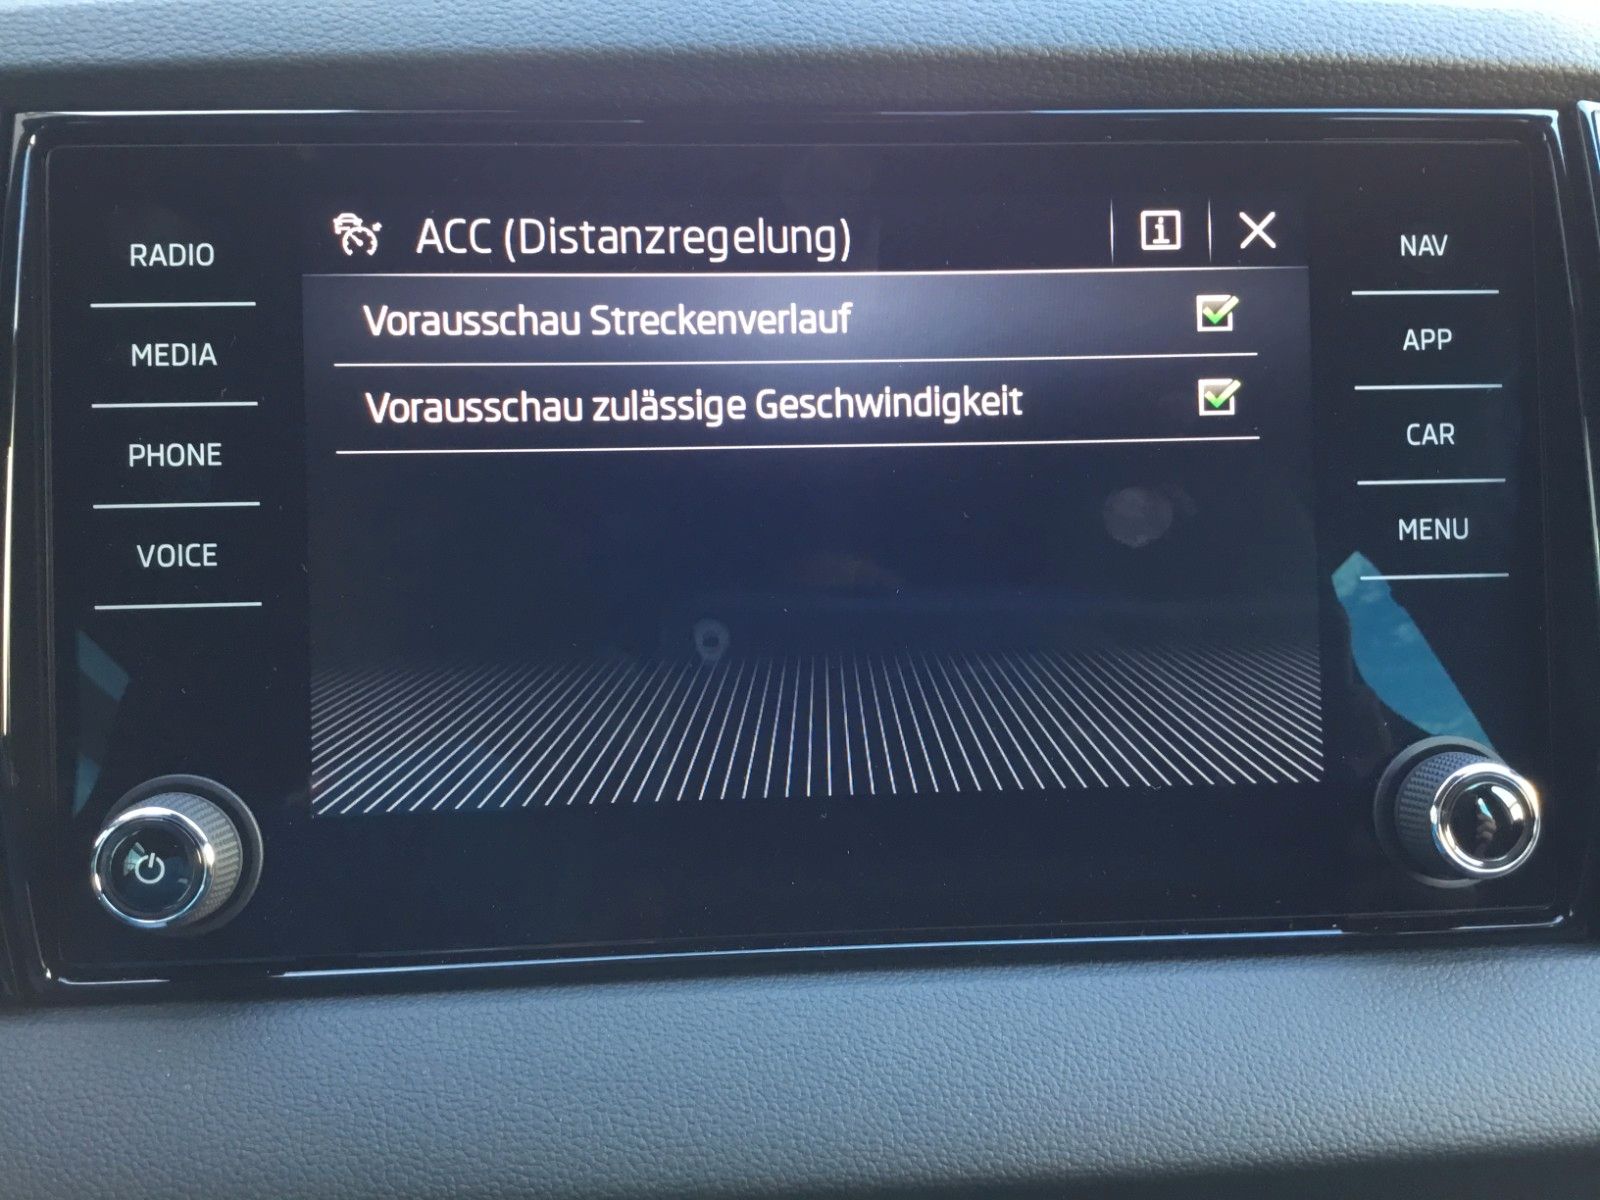 ACC (Distanzregelung)
Vorausschau Streckenverlauf
Vorausschau zulässige Geschwindigkeit
RADIO
MEDIA
PHONE
VOICE
NAV
APP
CAR
MENU